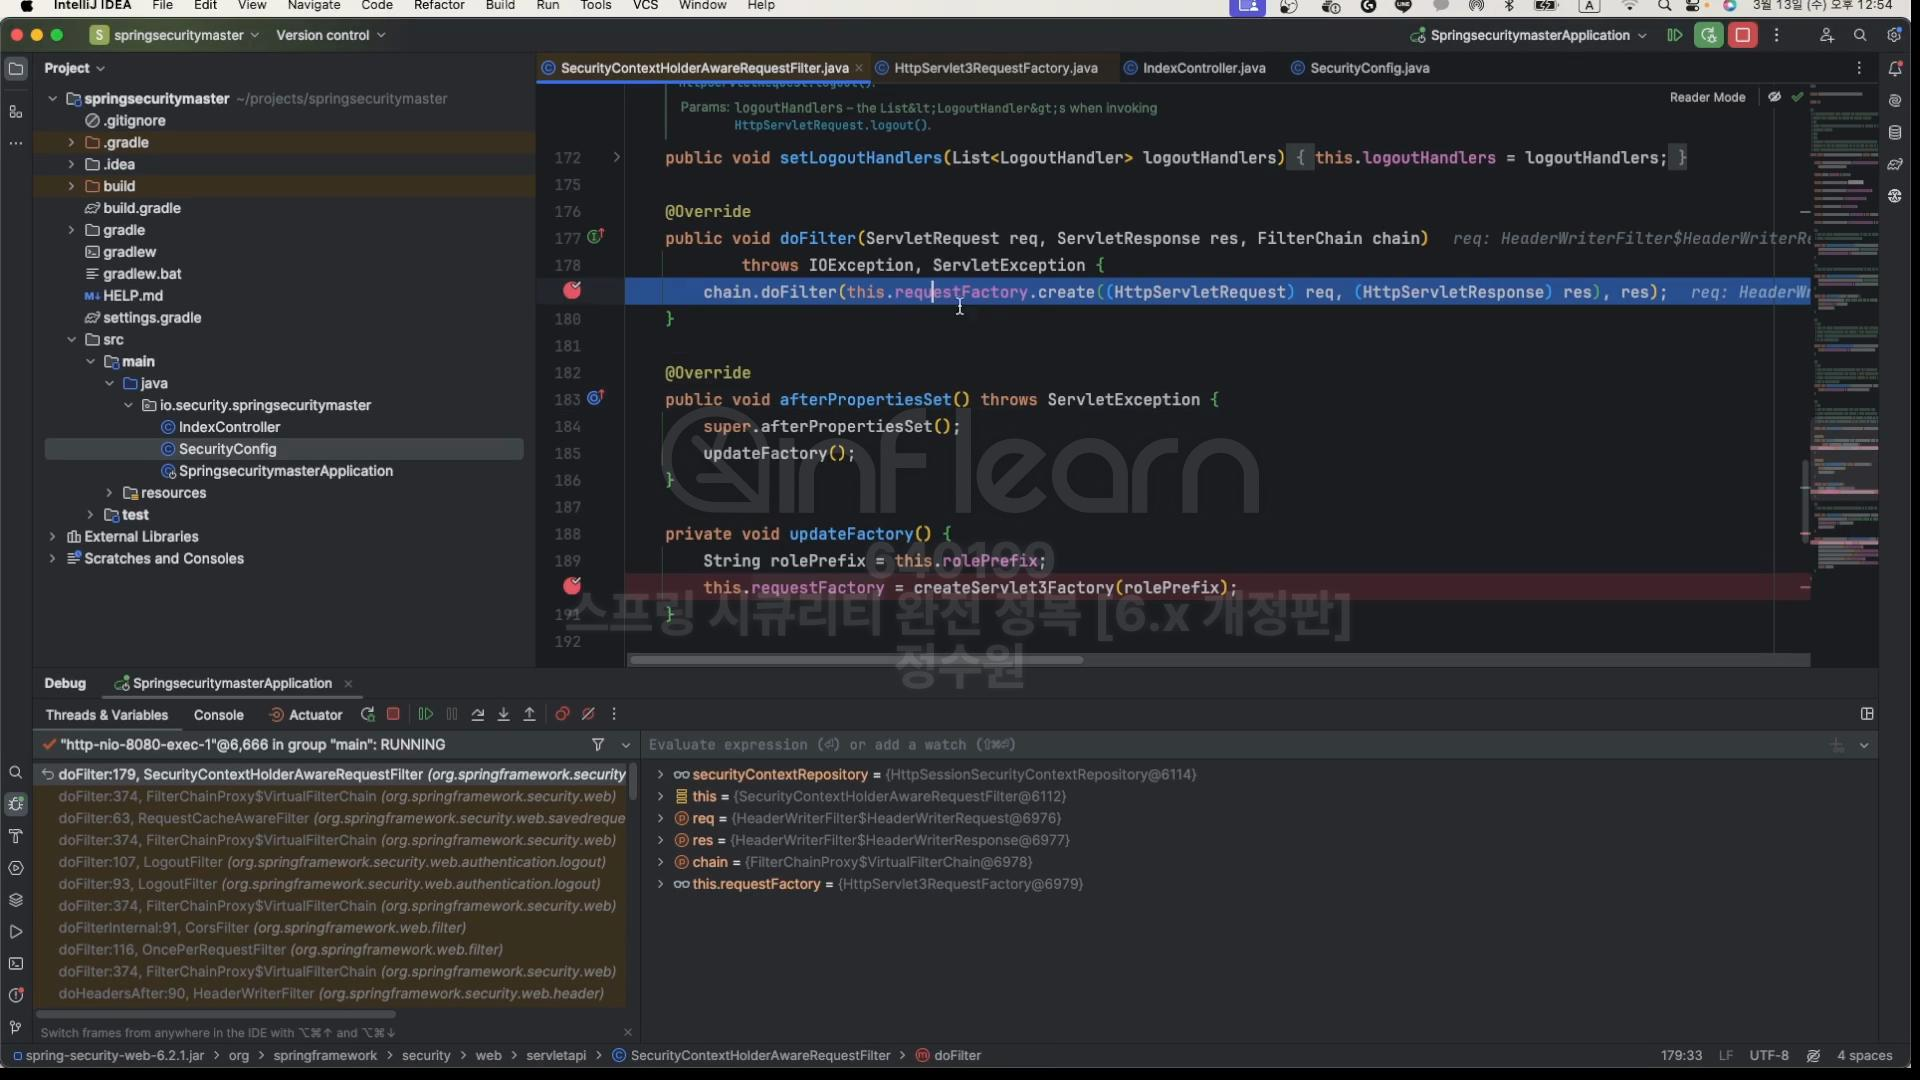 IntelliJ IDEA File Edit View Navigate Code Refactor Build Run Tools VCS Window Help 3월 13일 (수) 오후 12:54
S springsecuritymaster Version control SpringsecuritymasterApplication
Project
springsecuritymaster ~/projects/springsecuritymaster
.gitignore
.gradle
.idea
build
build.gradle
gradle
gradlew
gradlew.bat
M↓ HELP.md
settings.gradle
src
main
java
io.security.springsecuritymaster
IndexController
SecurityConfig
SpringsecuritymasterApplication
resources
test
External Libraries
Scratches and Consoles
SecurityContextHolderAwareRequestFilter.java HttpServlet3RequestFactory.java IndexController.java SecurityConfig.java
Reader Mode
HttpServletRequest.logout().
Params: logoutHandlers – the List&lt;LogoutHandler&gt;s when invoking
HttpServletRequest.logout().
172 public void setLogoutHandlers(List<LogoutHandler> logoutHandlers) { this.logoutHandlers = logoutHandlers; }
175
176 @Override
177 public void doFilter(ServletRequest req, ServletResponse res, FilterChain chain) req: HeaderWriterFilter$HeaderWriterRe
178 throws IOException, ServletException {
chain.doFilter(this.requestFactory.create((HttpServletRequest) req, (HttpServletResponse) res), res); req: HeaderWr
180 }
181
182 @Override
183 public void afterPropertiesSet() throws ServletException {
184 super.afterPropertiesSet();
185 updateFactory();
186 }
187
188 private void updateFactory() {
189 String rolePrefix = this.rolePrefix;
this.requestFactory = createServlet3Factory(rolePrefix);
191 }
192
inflearn
640199
스프링 시큐리티 완전 정복 [6.x 개정판]
정수원
Debug SpringsecuritymasterApplication
Threads & Variables Console Actuator
"http-nio-8080-exec-1"@6,666 in group "main": RUNNING
doFilter:179, SecurityContextHolderAwareRequestFilter (org.springframework.security
doFilter:374, FilterChainProxy$VirtualFilterChain (org.springframework.security.web)
doFilter:63, RequestCacheAwareFilter (org.springframework.security.web.savedreque
doFilter:374, FilterChainProxy$VirtualFilterChain (org.springframework.security.web)
doFilter:107, LogoutFilter (org.springframework.security.web.authentication.logout)
doFilter:93, LogoutFilter (org.springframework.security.web.authentication.logout)
doFilter:374, FilterChainProxy$VirtualFilterChain (org.springframework.security.web)
doFilterInternal:91, CorsFilter (org.springframework.web.filter)
doFilter:116, OncePerRequestFilter (org.springframework.web.filter)
doFilter:374, FilterChainProxy$VirtualFilterChain (org.springframework.security.web)
doHeadersAfter:90, HeaderWriterFilter (org.springframework.security.web.header)
Switch frames from anywhere in the IDE with ⌥⌘↑ and ⌥⌘↓
Evaluate expression (⏎) or add a watch (⇧⌘⏎)
securityContextRepository = {HttpSessionSecurityContextRepository@6114}
this = {SecurityContextHolderAwareRequestFilter@6112}
req = {HeaderWriterFilter$HeaderWriterRequest@6976}
res = {HeaderWriterFilter$HeaderWriterResponse@6977}
chain = {FilterChainProxy$VirtualFilterChain@6978}
this.requestFactory = {HttpServlet3RequestFactory@6979}
spring-security-web-6.2.1.jar > org > springframework > security > web > servletapi > SecurityContextHolderAwareRequestFilter > doFilter 179:33 LF UTF-8 4 spaces